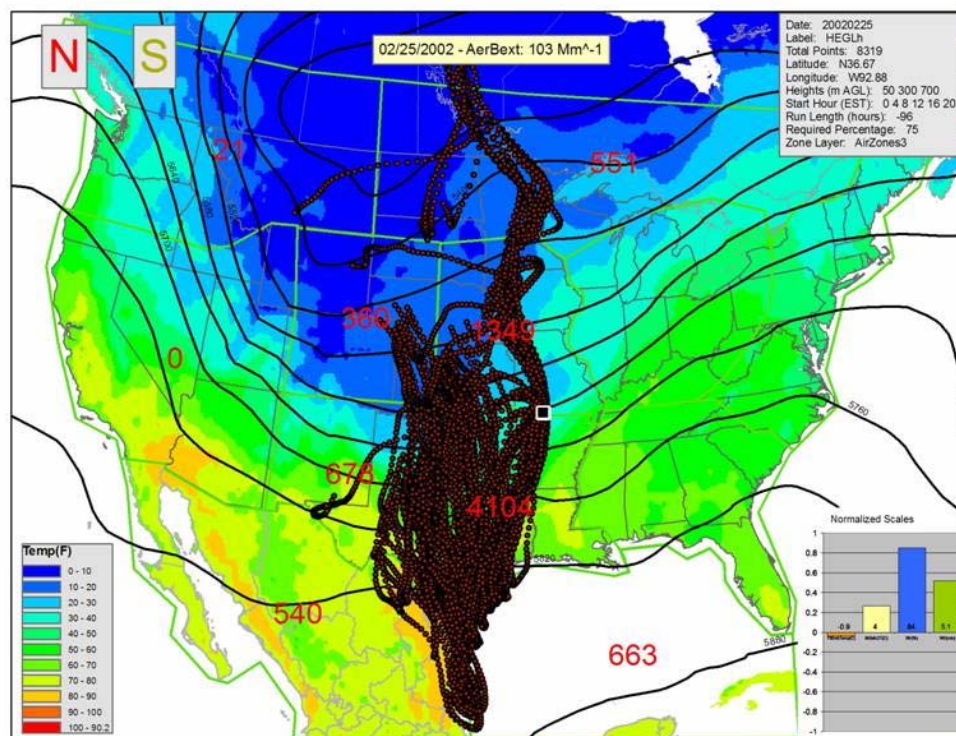 N S
02/25/2002 - AerBext: 103 Mm^-1
Date: 20020225
Label: HEGLh
Total Points: 8319
Latitude: N36.67
Longitude: W92.88
Heights (m AGL): 50 300 700
Start Hour (EST): 0 4 8 12 16 20
Run Length (hours): -96
Required Percentage: 75
Zone Layer: AirZones3
21
551
5640
5700
360
1349
0
5760
678
4104
5820
540
663
5880
Temp(F)
0 - 10
10 - 20
20 - 30
30 - 40
40 - 50
50 - 60
60 - 70
70 - 80
80 - 90
90 - 100
100 - 90.2
Normalized Scales
1
0.8
0.6
0.4
0.2
0
-0.2
-0.4
-0.6
-0.8
-1
-0.9
4
84
5.1